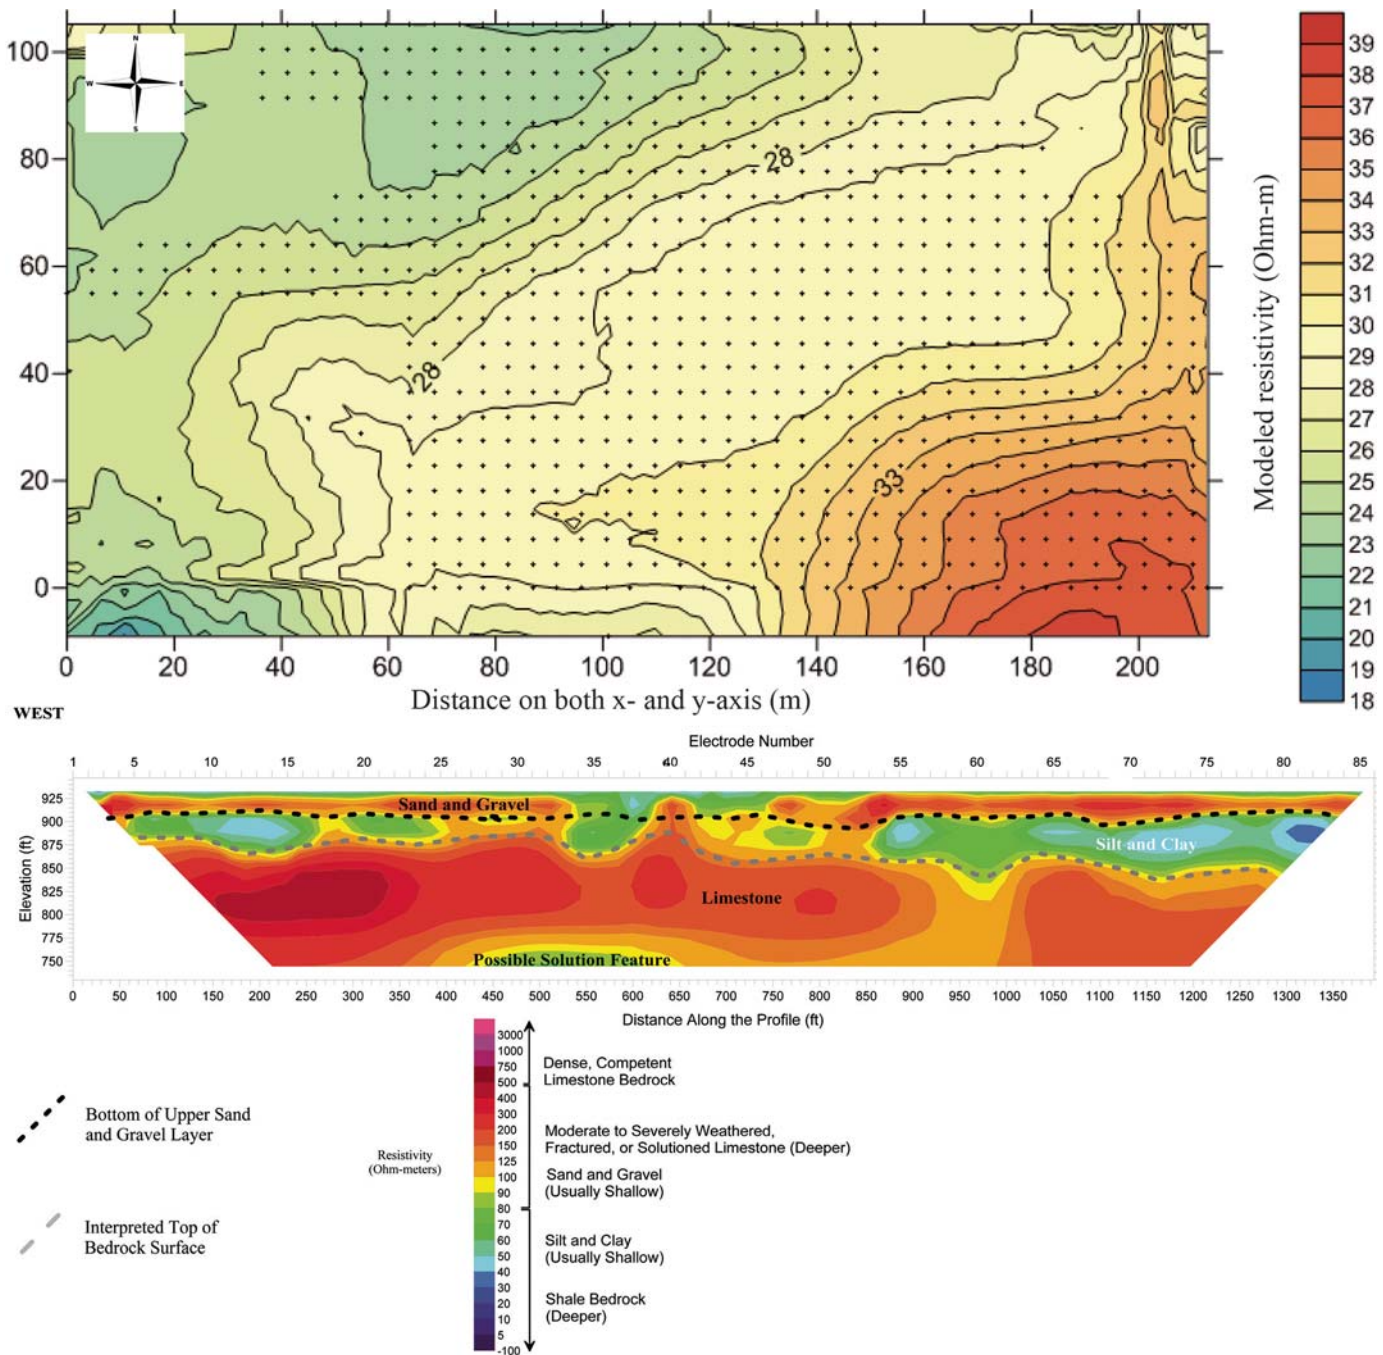 N
W E
S
100
80
60
40
20
0
28
28
33
0 20 40 60 80 100 120 140 160 180 200
Distance on both x- and y-axis (m)
Modeled resistivity (Ohm-m)
39
38
37
36
35
34
33
32
31
30
29
28
27
26
25
24
23
22
21
20
19
18
WEST
Electrode Number
1 5 10 15 20 25 30 35 40 45 50 55 60 65 70 75 80 85
Elevation (ft)
925
900
875
850
825
800
775
750
Sand and Gravel
Silt and Clay
Limestone
Possible Solution Feature
0 50 100 150 200 250 300 350 400 450 500 550 600 650 700 750 800 850 900 950 1000 1050 1100 1150 1200 1250 1300 1350
Distance Along the Profile (ft)
Bottom of Upper Sand
and Gravel Layer
Interpreted Top of
Bedrock Surface
Resistivity
(Ohm-meters)
3000
1000
750
500
400
300
200
150
125
100
90
80
70
60
50
40
30
20
10
5
-100
Dense, Competent
Limestone Bedrock
Moderate to Severely Weathered,
Fractured, or Solutioned Limestone (Deeper)
Sand and Gravel
(Usually Shallow)
Silt and Clay
(Usually Shallow)
Shale Bedrock
(Deeper)